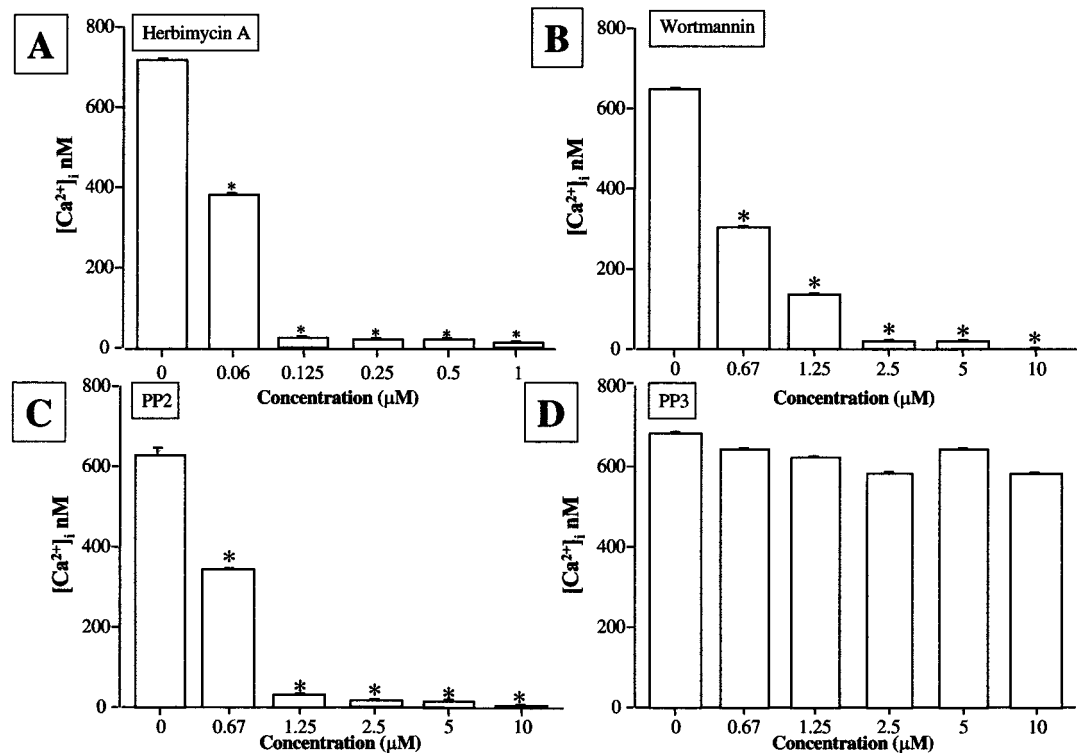 A
Herbimycin A
800
600
400
200
0
[Ca²⁺]ᵢ nM
* * * * *
0 0.06 0.125 0.25 0.5 1
Concentration (µM)
B
Wortmannin
800
600
400
200
0
[Ca²⁺]ᵢ nM
* * * * *
0 0.67 1.25 2.5 5 10
Concentration (µM)
C
PP2
800
600
400
200
0
[Ca²⁺]ᵢ nM
* * * * *
0 0.67 1.25 2.5 5 10
Concentration (µM)
D
PP3
800
600
400
200
0
[Ca²⁺]ᵢ nM
0 0.67 1.25 2.5 5 10
Concentration (µM)